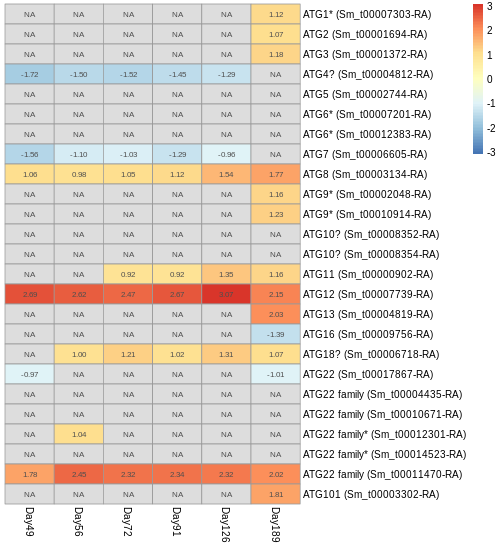 NA NA NA NA NA 1.12 ATG1* (Sm_t00007303-RA)
NA NA NA NA NA 1.07 ATG2 (Sm_t00001694-RA)
NA NA NA NA NA 1.18 ATG3 (Sm_t00001372-RA)
-1.72 -1.50 -1.52 -1.45 -1.29 NA ATG4? (Sm_t00004812-RA)
NA NA NA NA NA NA ATG5 (Sm_t00002744-RA)
NA NA NA NA NA NA ATG6* (Sm_t00007201-RA)
NA NA NA NA NA NA ATG6* (Sm_t00012383-RA)
-1.56 -1.10 -1.03 -1.29 -0.96 NA ATG7 (Sm_t00006605-RA)
1.06 0.98 1.05 1.12 1.54 1.77 ATG8 (Sm_t00003134-RA)
NA NA NA NA NA 1.16 ATG9* (Sm_t00002048-RA)
NA NA NA NA NA 1.23 ATG9* (Sm_t00010914-RA)
NA NA NA NA NA NA ATG10? (Sm_t00008352-RA)
NA NA NA NA NA NA ATG10? (Sm_t00008354-RA)
NA NA 0.92 0.92 1.35 1.16 ATG11 (Sm_t00000902-RA)
2.69 2.62 2.47 2.67 3.07 2.15 ATG12 (Sm_t00007739-RA)
NA NA NA NA NA 2.03 ATG13 (Sm_t00004819-RA)
NA NA NA NA NA -1.39 ATG16 (Sm_t00009756-RA)
NA 1.00 1.21 1.02 1.31 1.07 ATG18? (Sm_t00006718-RA)
-0.97 NA NA NA NA -1.01 ATG22 (Sm_t00017867-RA)
NA NA NA NA NA NA ATG22 family (Sm_t00004435-RA)
NA NA NA NA NA NA ATG22 family (Sm_t00010671-RA)
NA 1.04 NA NA NA NA ATG22 family* (Sm_t00012301-RA)
NA NA NA NA NA NA ATG22 family* (Sm_t00014523-RA)
1.78 2.45 2.32 2.34 2.32 2.02 ATG22 family (Sm_t00011470-RA)
NA NA NA NA NA 1.81 ATG101 (Sm_t00003302-RA)
Day49 Day56 Day72 Day91 Day126 Day189
3
2
1
0
-1
-2
-3